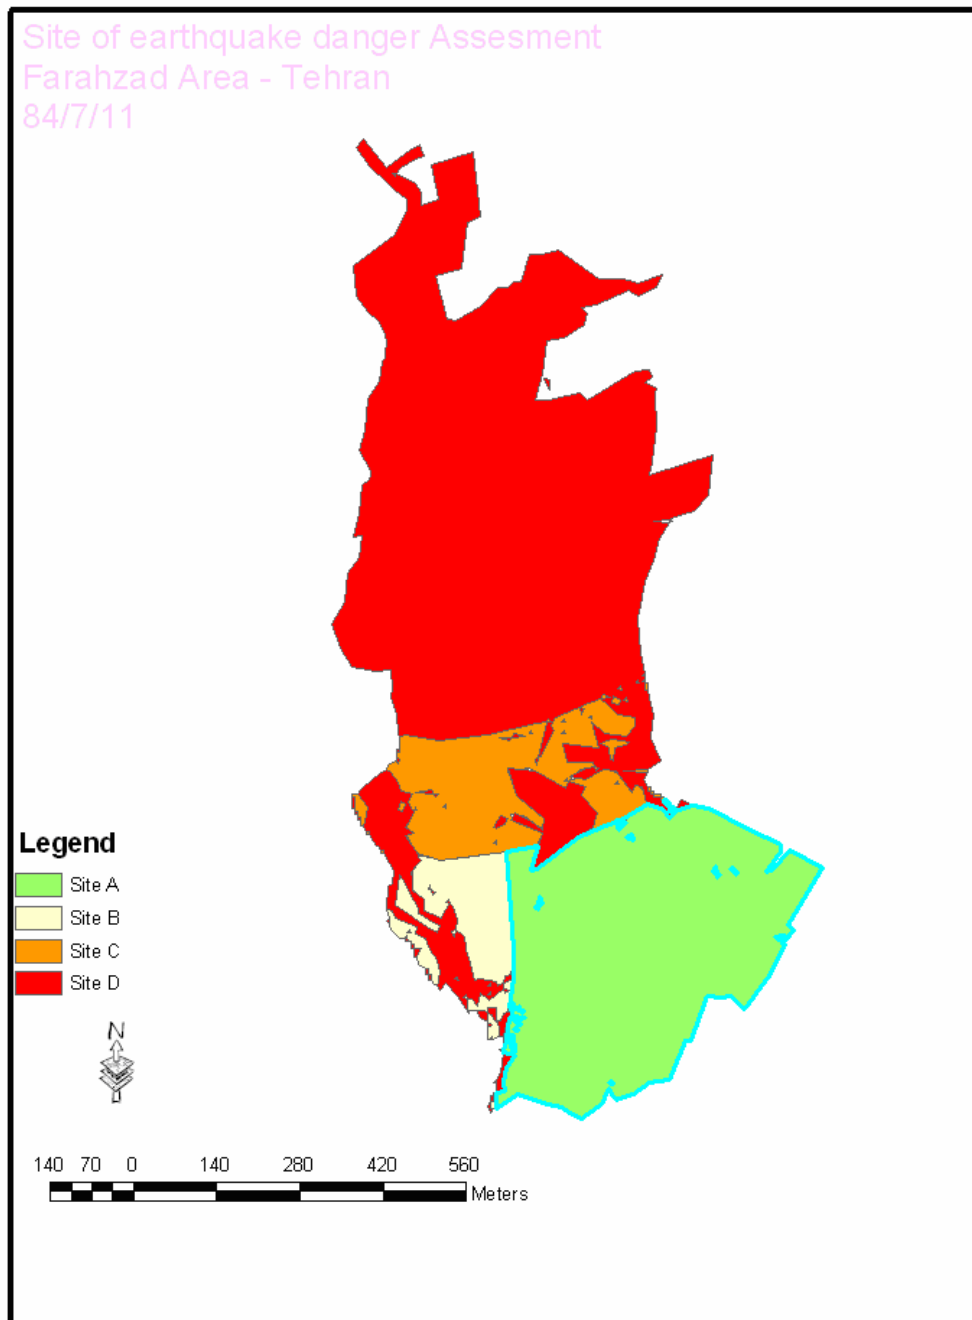 Site of earthquake danger Assesment
Farahzad Area - Tehran
84/7/11
Legend
Site A
Site B
Site C
Site D
N
140 70 0 140 280 420 560
Meters